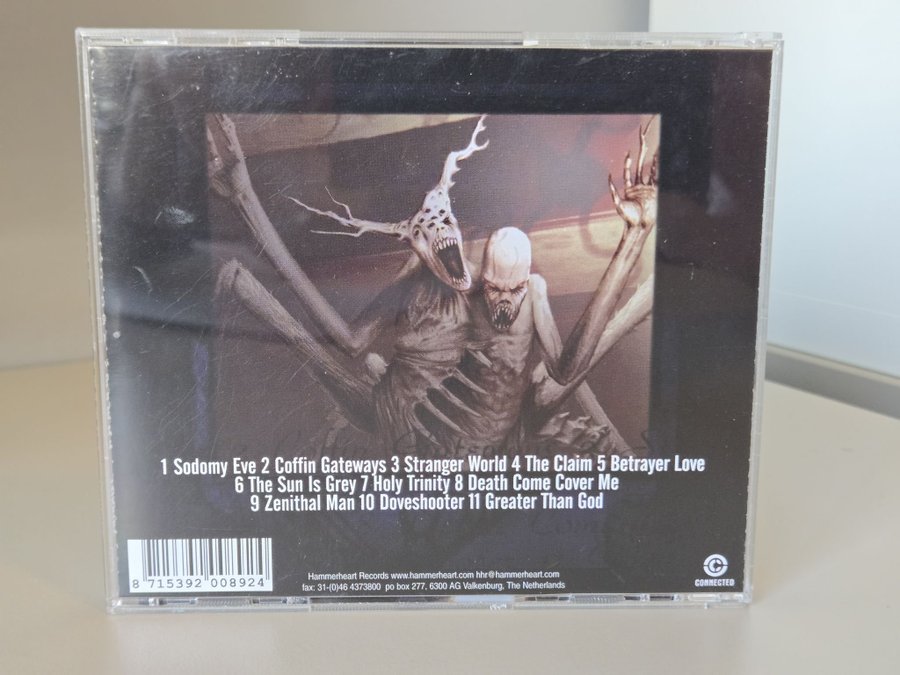 1 Sodomy Eve 2 Coffin Gateways 3 Stranger World 4 The Claim 5 Betrayer Love
6 The Sun Is Grey 7 Holy Trinity 8 Death Come Cover Me
9 Zenithal Man 10 Doveshooter 11 Greater Than God
8 715392 008924
Hammerheart Records www.hammerheart.com hhr@hammerheart.com
fax: 31-(0)46 4373800 po box 277, 6300 AG Valkenburg, The Netherlands
CONNECTED